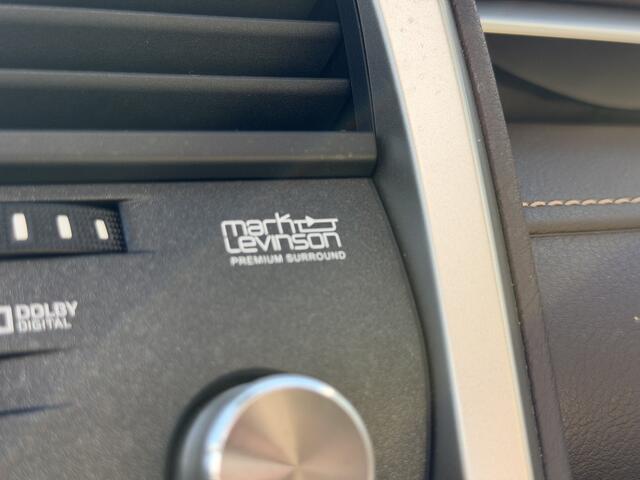 mark
Levinson
PREMIUM SURROUND
DOLBY
DIGITAL